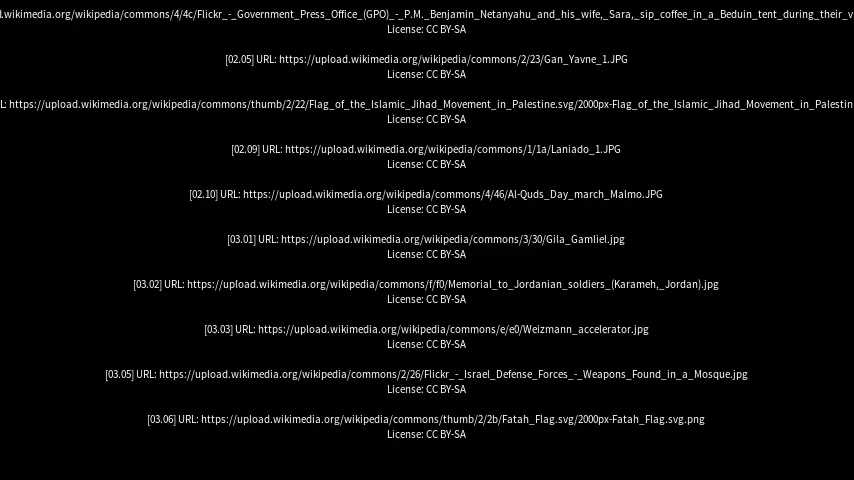 .wikimedia.org/wikipedia/commons/4/4c/Flickr_-_Government_Press_Office_(GPO)_-_P.M._Benjamin_Netanyahu_and_his_wife,_Sara,_sip_coffee_in_a_Beduin_tent_during_their_v
License: CC BY-SA
[02.05] URL: https://upload.wikimedia.org/wikipedia/commons/2/23/Gan_Yavne_1.JPG
License: CC BY-SA
L: https://upload.wikimedia.org/wikipedia/commons/thumb/2/22/Flag_of_the_Islamic_Jihad_Movement_in_Palestine.svg/2000px-Flag_of_the_Islamic_Jihad_Movement_in_Palestin
License: CC BY-SA
[02.09] URL: https://upload.wikimedia.org/wikipedia/commons/1/1a/Laniado_1.JPG
License: CC BY-SA
[02.10] URL: https://upload.wikimedia.org/wikipedia/commons/4/46/Al-Quds_Day_march_Malmo.JPG
License: CC BY-SA
[03.01] URL: https://upload.wikimedia.org/wikipedia/commons/3/30/Gila_Gamliel.jpg
License: CC BY-SA
[03.02] URL: https://upload.wikimedia.org/wikipedia/commons/f/f0/Memorial_to_Jordanian_soldiers_(Karameh,_Jordan).jpg
License: CC BY-SA
[03.03] URL: https://upload.wikimedia.org/wikipedia/commons/e/e0/Weizmann_accelerator.jpg
License: CC BY-SA
[03.05] URL: https://upload.wikimedia.org/wikipedia/commons/2/26/Flickr_-_Israel_Defense_Forces_-_Weapons_Found_in_a_Mosque.jpg
License: CC BY-SA
[03.06] URL: https://upload.wikimedia.org/wikipedia/commons/thumb/2/2b/Fatah_Flag.svg/2000px-Fatah_Flag.svg.png
License: CC BY-SA